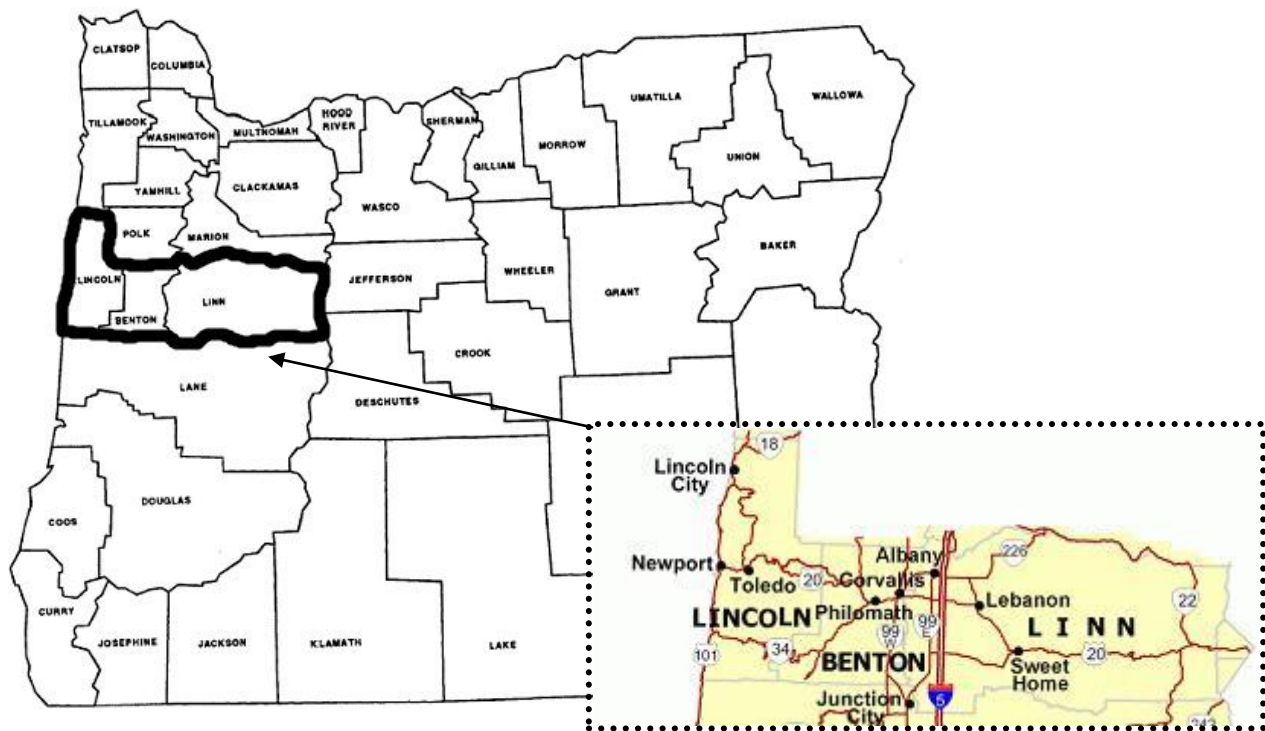 CLATSOP
COLUMBIA
TILLAMOOK
WASHINGTON
MULTNOMAH
HOOD
RIVER
SHERMAN
GILLIAM
MORROW
UMATILLA
UNION
WALLOWA
YAMHILL
CLACKAMAS
WASCO
POLK
MARION
LINCOLN
BENTON
LINN
JEFFERSON
WHEELER
GRANT
BAKER
CROOK
LANE
DESCHUTES
COOS
DOUGLAS
CURRY
JOSEPHINE
JACKSON
KLAMATH
LAKE
18
Lincoln
City
Newport
Toledo
20
Albany
Corvallis
Philomath
226
Lebanon
22
LINCOLN
99
W
99
E
LINN
101
34
BENTON
20
Sweet
Home
Junction
City
5